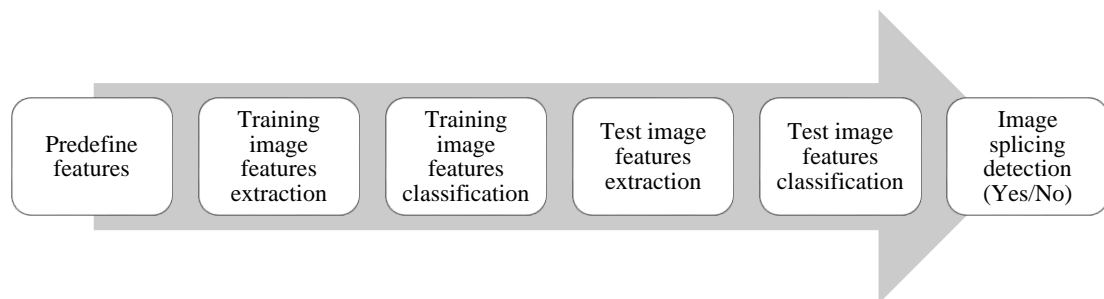 Predefine
features
Training
image
features
extraction
Training
image
features
classification
Test image
features
extraction
Test image
features
classification
Image
splicing
detection
(Yes/No)